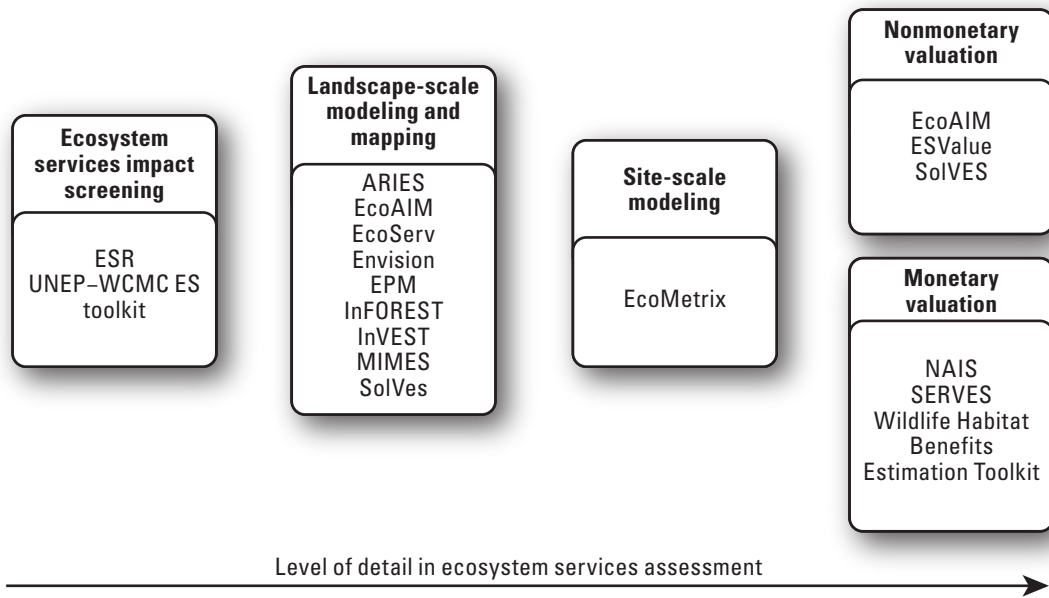 Ecosystem
services impact
screening
ESR
UNEP–WCMC ES
toolkit
Landscape-scale
modeling and
mapping
ARIES
EcoAIM
EcoServ
Envision
EPM
InFOREST
InVEST
MIMES
SolVes
Site-scale
modeling
EcoMetrix
Nonmonetary
valuation
EcoAIM
ESValue
SolVES
Monetary
valuation
NAIS
SERVES
Wildlife Habitat
Benefits
Estimation Toolkit
Level of detail in ecosystem services assessment